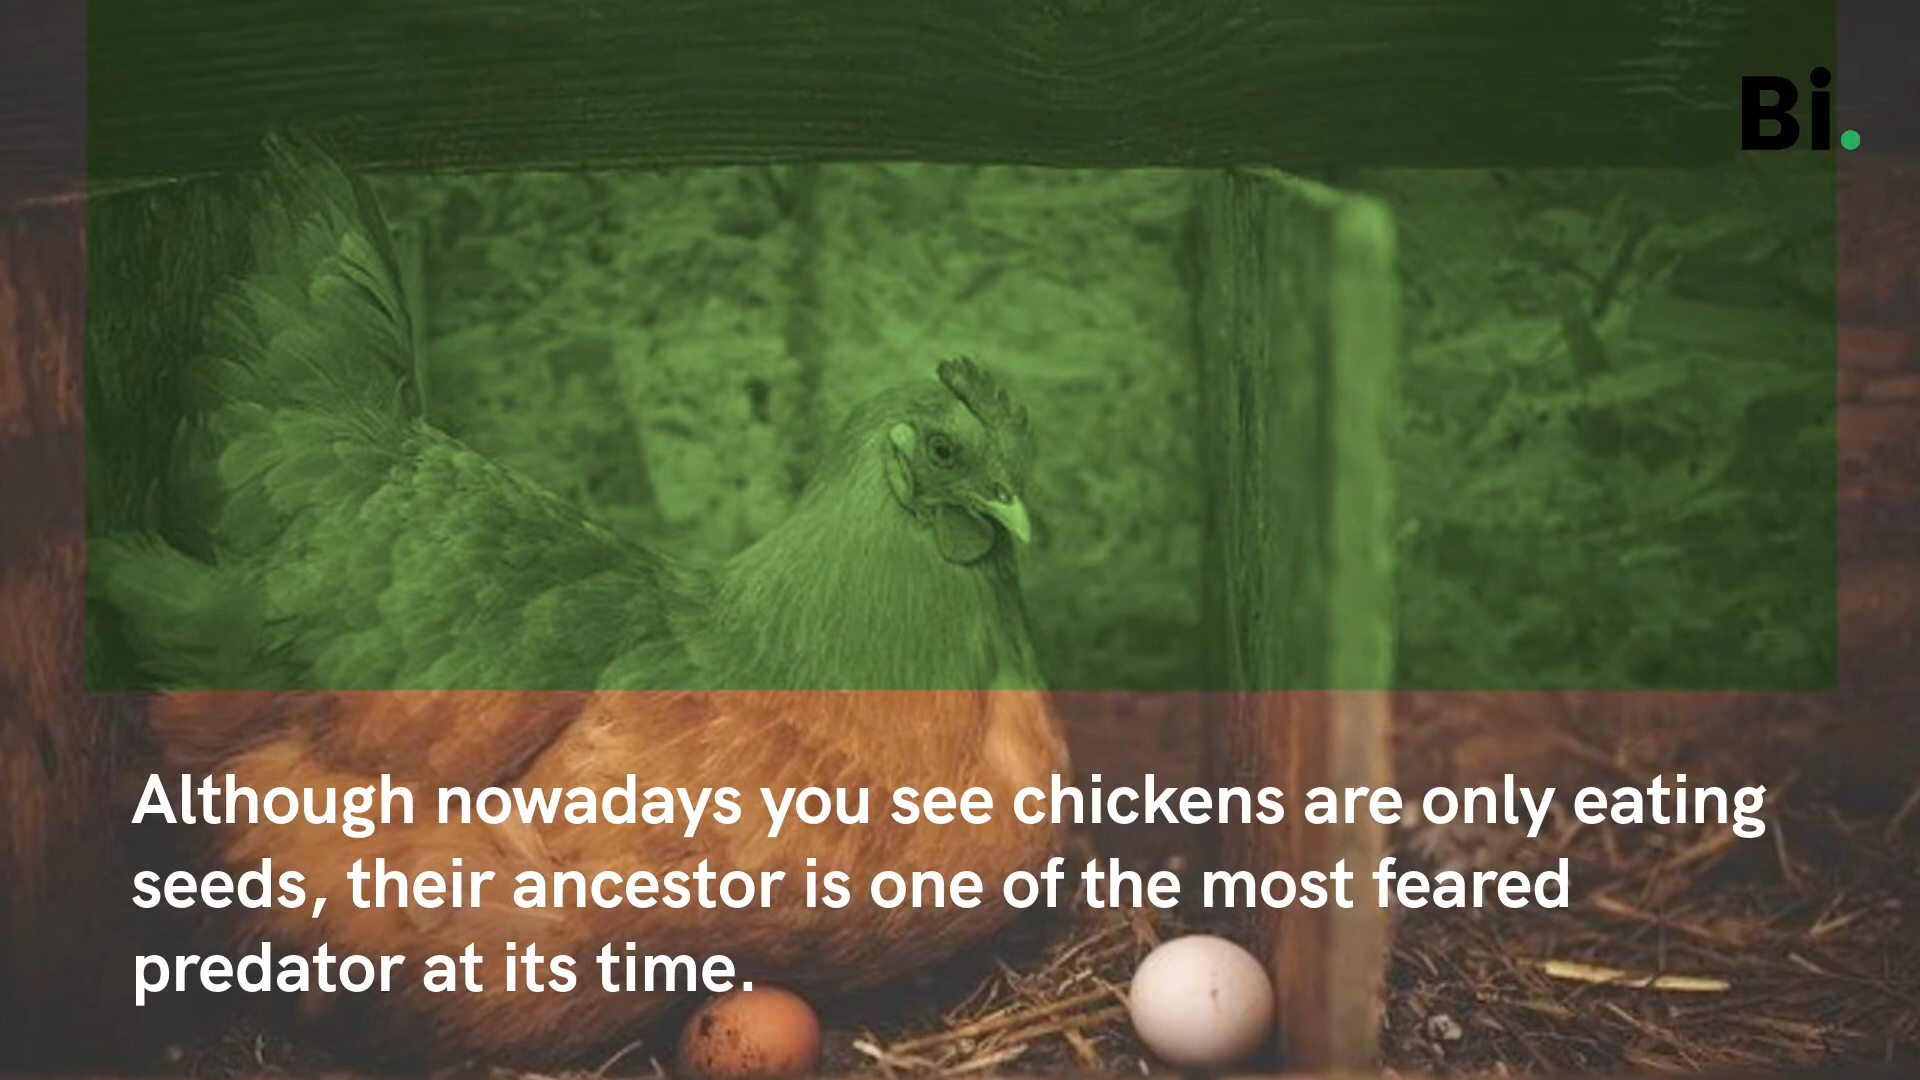 Bi.
Although nowadays you see chickens are only eating
seeds, their ancestor is one of the most feared
predator at its time.